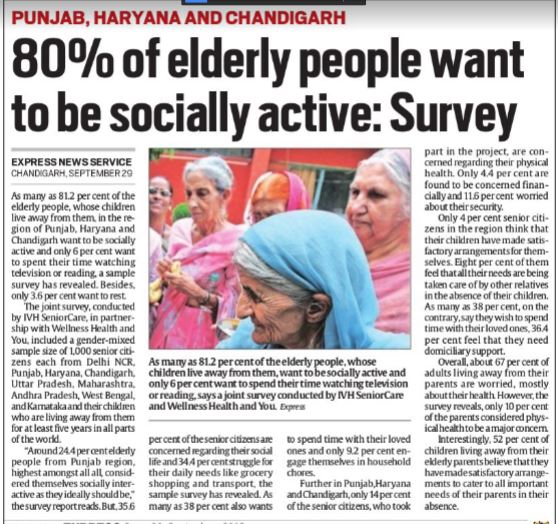 PUNJAB, HARYANA AND CHANDIGARH
80% of elderly people want
to be socially active: Survey
EXPRESS NEWS SERVICE
CHANDIGARH, SEPTEMBER 29
As many as 81.2 per cent of the
elderly people, whose children
live away from them, in the re-
gion of Punjab, Haryana and
Chandigarh want to be socially
active and only 6 per cent want
to spend their time watching
television or reading, a sample
survey has revealed. Besides,
only 3.6 per cent want to rest.
The joint survey, conducted
by IVH SeniorCare, in partner-
ship with Wellness Health and
You, included a gender-mixed
sample size of 1,000 senior citi-
zens each from Delhi NCR,
Punjab, Haryana, Chandigarh,
Uttar Pradesh, Maharashtra,
Andhra Pradesh, West Bengal,
and Karnataka and their children
who are living away from them
for at least five years in all parts
of the world.
"Around 24.4 per cent elderly
people from Punjab region,
highest amongst all all, consid-
ered themselves socially inter-
active as they ideally should be,"
the survey report reads. But, 35.6
As many as 81.2 per cent of the elderly people, whose
children live away from them, want to be socially active and
only 6 per cent want to spend their time watching television
or reading, says a joint survey conducted by IVH SeniorCare
and Wellness Health and You. Express
per cent of the senior citizens are
concerned regarding their social
life and 34.4 per cent struggle for
their daily needs like grocery
shopping and transport, the
sample survey has revealed. As
many as 38 per cent also wants
to spend time with their loved
ones and only 9.2 per cent en-
gage themselves in household
chores.
Further in Punjab, Haryana
and Chandigarh, only 14 per cent
of the senior citizens, who took
part in the project, are con-
cerned regarding their physical
health. Only 4.4 per cent are
found to be concerned finan-
cially and 11.6 per cent worried
about their security.
Only 4 per cent senior citi-
zens in the region think that
their children have made satis-
factory arrangements for them-
selves. Eight per cent of them
feel that all their needs are being
taken care of by other relatives
in the absence of their children.
As many as 38 per cent, on the
contrary, say they wish to spend
time with their loved ones, 36.4
per cent feel that they need
domiciliary support.
Overall, about 67 per cent of
adults living away from their
parents are worried, mostly
about their health. However, the
survey reveals, only 10 per cent
of the parents considered phys-
ical health to be a major concern.
Interestingly, 52 per cent of
children living away from their
elderly parents believe that they
have made satisfactory arrange-
ments to cater to all important
needs of their parents in their
absence.